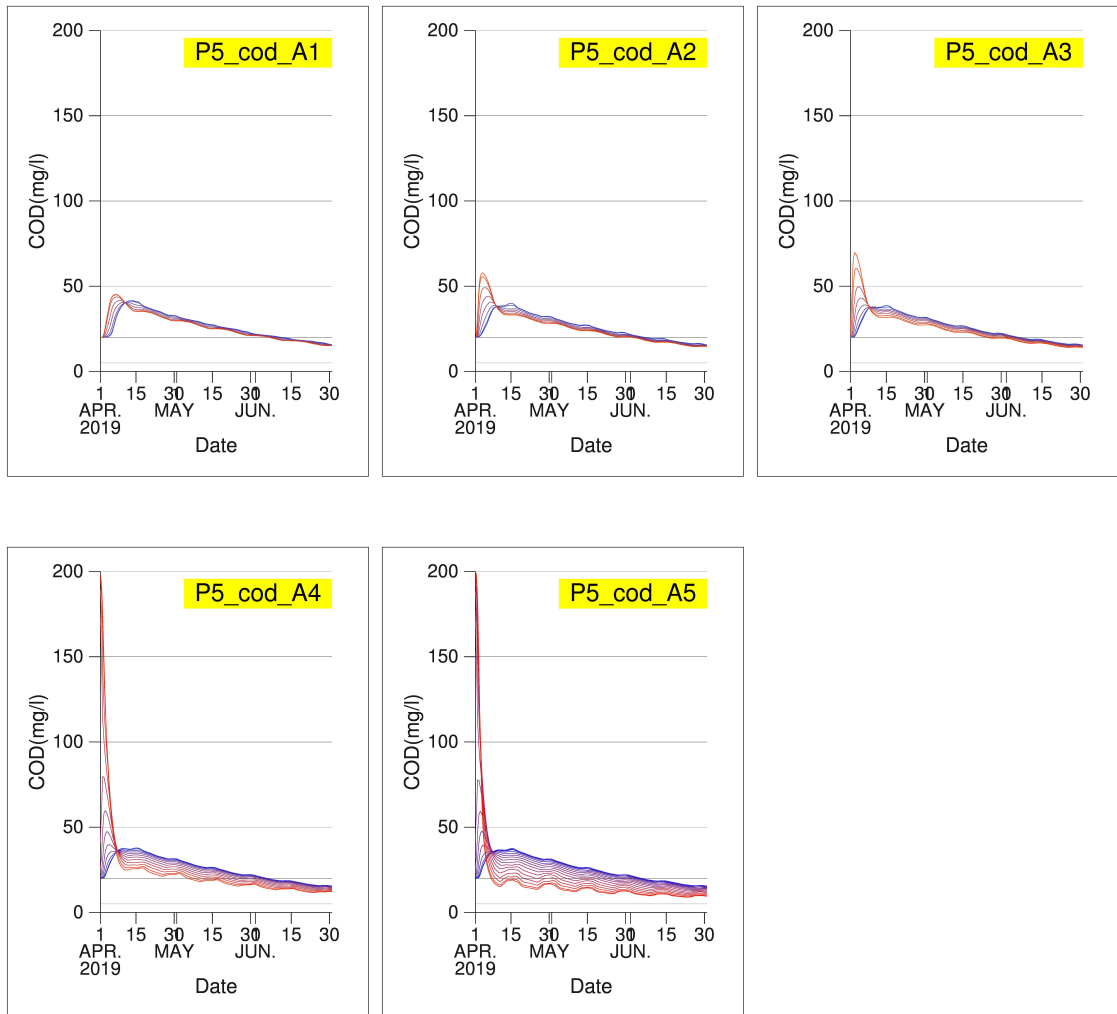 P5_cod_A1
200
150
100
50
0
COD(mg/l)
1 15 30 1 15 30 1 15 30
APR. MAY JUN.
2019
Date
P5_cod_A2
200
150
100
50
0
COD(mg/l)
1 15 30 1 15 30 1 15 30
APR. MAY JUN.
2019
Date
P5_cod_A3
200
150
100
50
0
COD(mg/l)
1 15 30 1 15 30 1 15 30
APR. MAY JUN.
2019
Date
P5_cod_A4
200
150
100
50
0
COD(mg/l)
1 15 30 1 15 30 1 15 30
APR. MAY JUN.
2019
Date
P5_cod_A5
200
150
100
50
0
COD(mg/l)
1 15 30 1 15 30 1 15 30
APR. MAY JUN.
2019
Date